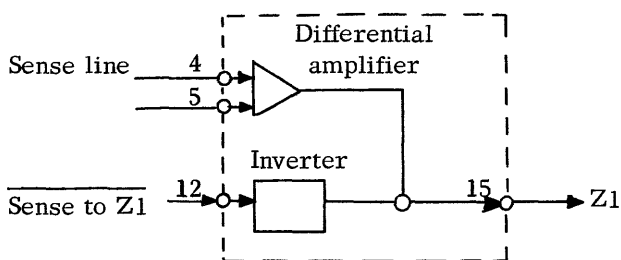 Differential
amplifier
Sense line
4
5
Inverter
Sense to Z1
12
15
Z1